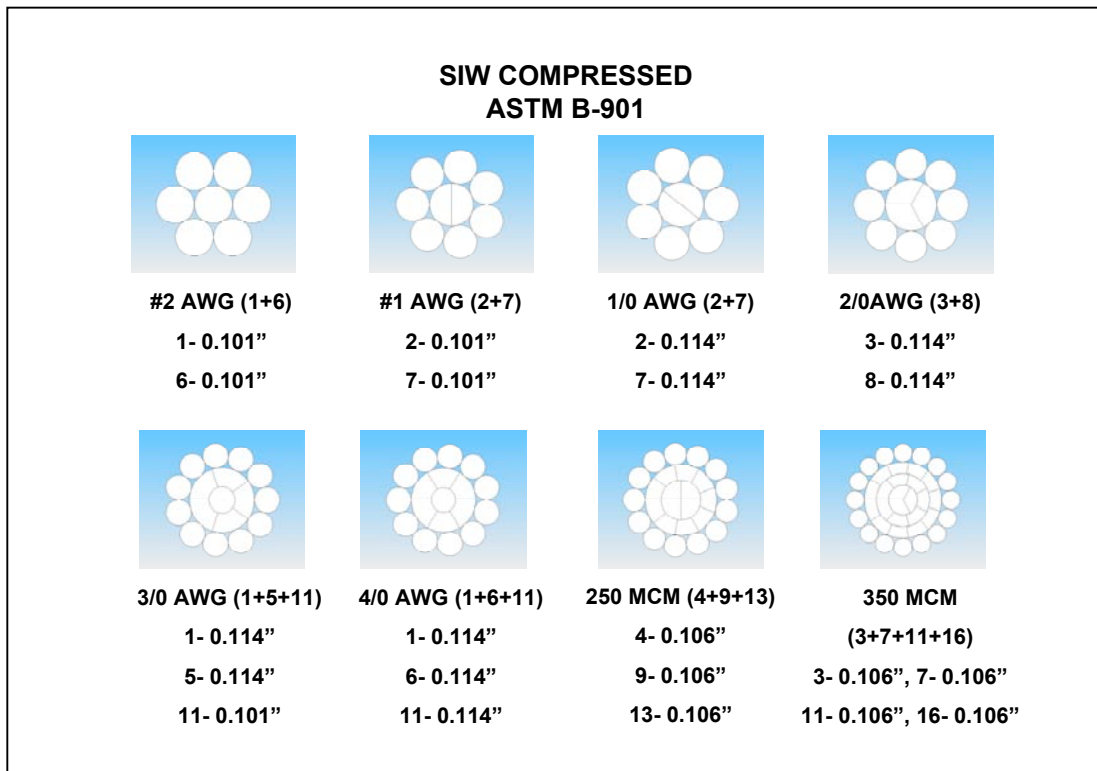 SIW COMPRESSED
ASTM B-901
#2 AWG (1+6)
1- 0.101”
6- 0.101”
#1 AWG (2+7)
2- 0.101”
7- 0.101”
1/0 AWG (2+7)
2- 0.114”
7- 0.114”
2/0AWG (3+8)
3- 0.114”
8- 0.114”
3/0 AWG (1+5+11)
1- 0.114”
5- 0.114”
11- 0.101”
4/0 AWG (1+6+11)
1- 0.114”
6- 0.114”
11- 0.114”
250 MCM (4+9+13)
4- 0.106”
9- 0.106”
13- 0.106”
350 MCM
(3+7+11+16)
3- 0.106”, 7- 0.106”
11- 0.106”, 16- 0.106”